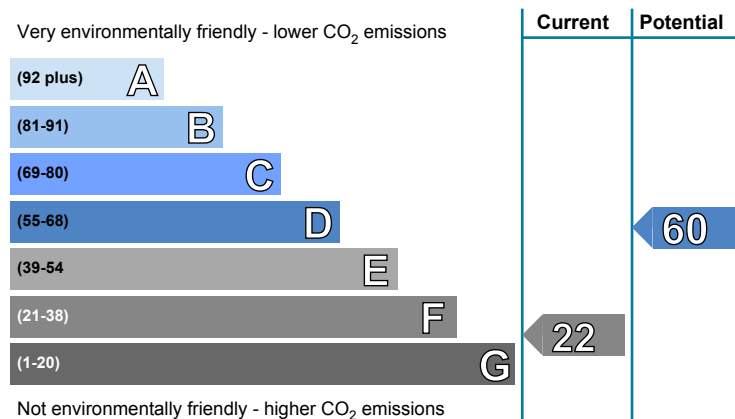 Current Potential
Very environmentally friendly - lower CO₂ emissions
(92 plus) A
(81-91) B
(69-80) C
(55-68) D
60
(39-54 E
(21-38) F
22
(1-20) G
Not environmentally friendly - higher CO₂ emissions